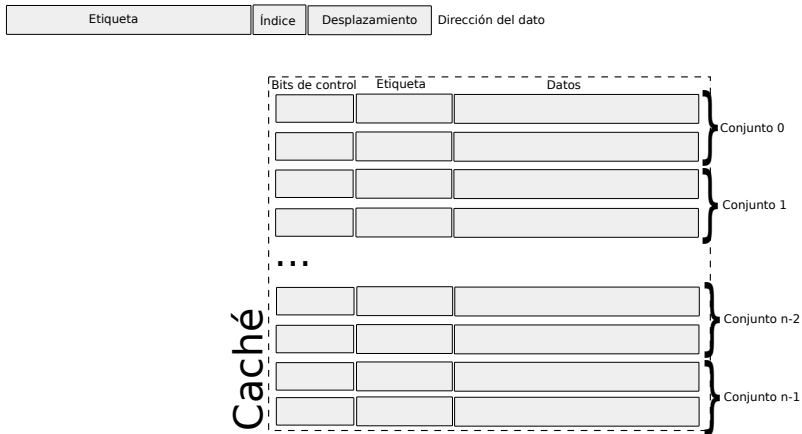 Etiqueta Índice Desplazamiento Dirección del dato
Bits de control Etiqueta Datos
Conjunto 0
Conjunto 1
...
Conjunto n-2
Caché
Conjunto n-1